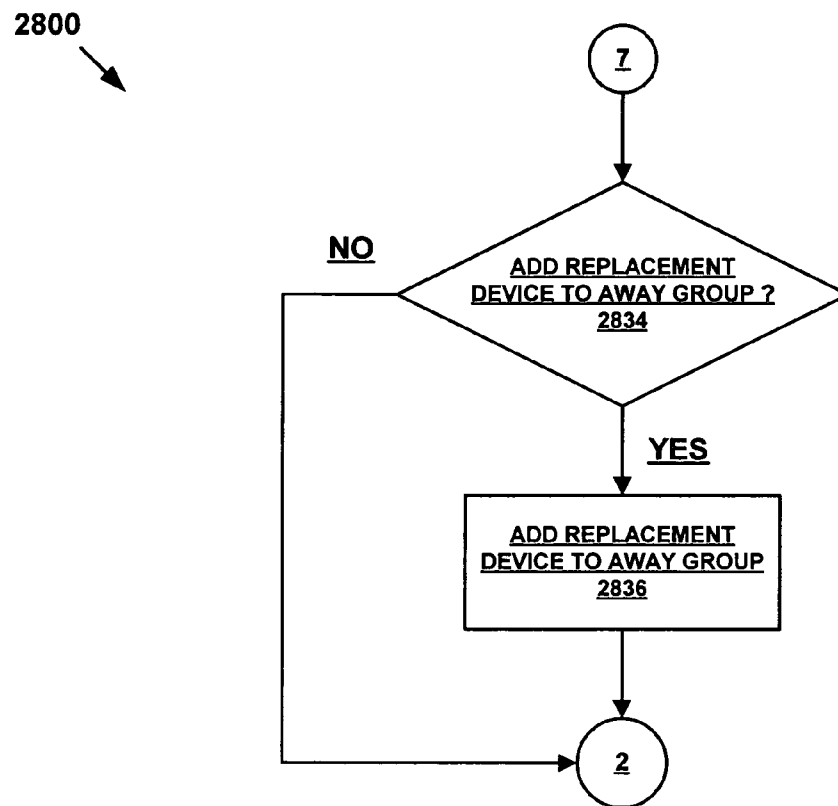 2800
7
NO
ADD REPLACEMENT
DEVICE TO AWAY GROUP ?
2834
YES
ADD REPLACEMENT
DEVICE TO AWAY GROUP
2836
2